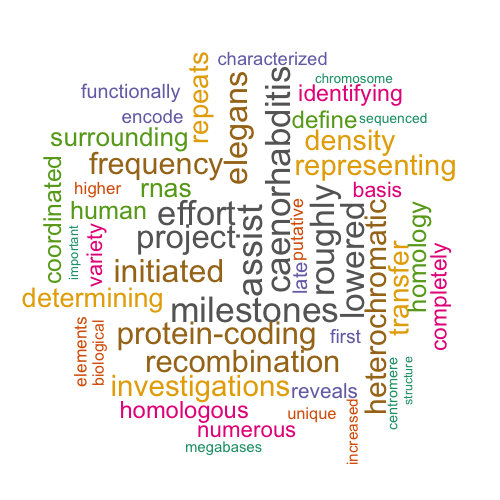 characterized
chromosome
functionally
repeats
elegans
caenorhabditis
identifying
encode
define
sequenced
surrounding
density
frequency
representing
coordinated
higher
rnas
basis
human
effort
assist
putative
roughly
lowered
heterochromatic
homology
important
variety
project
late
transfer
completely
initiated
determining
milestones
elements
biological
protein-coding
first
recombination
centromere
structure
investigations
reveals
homologous
unique
increased
numerous
megabases